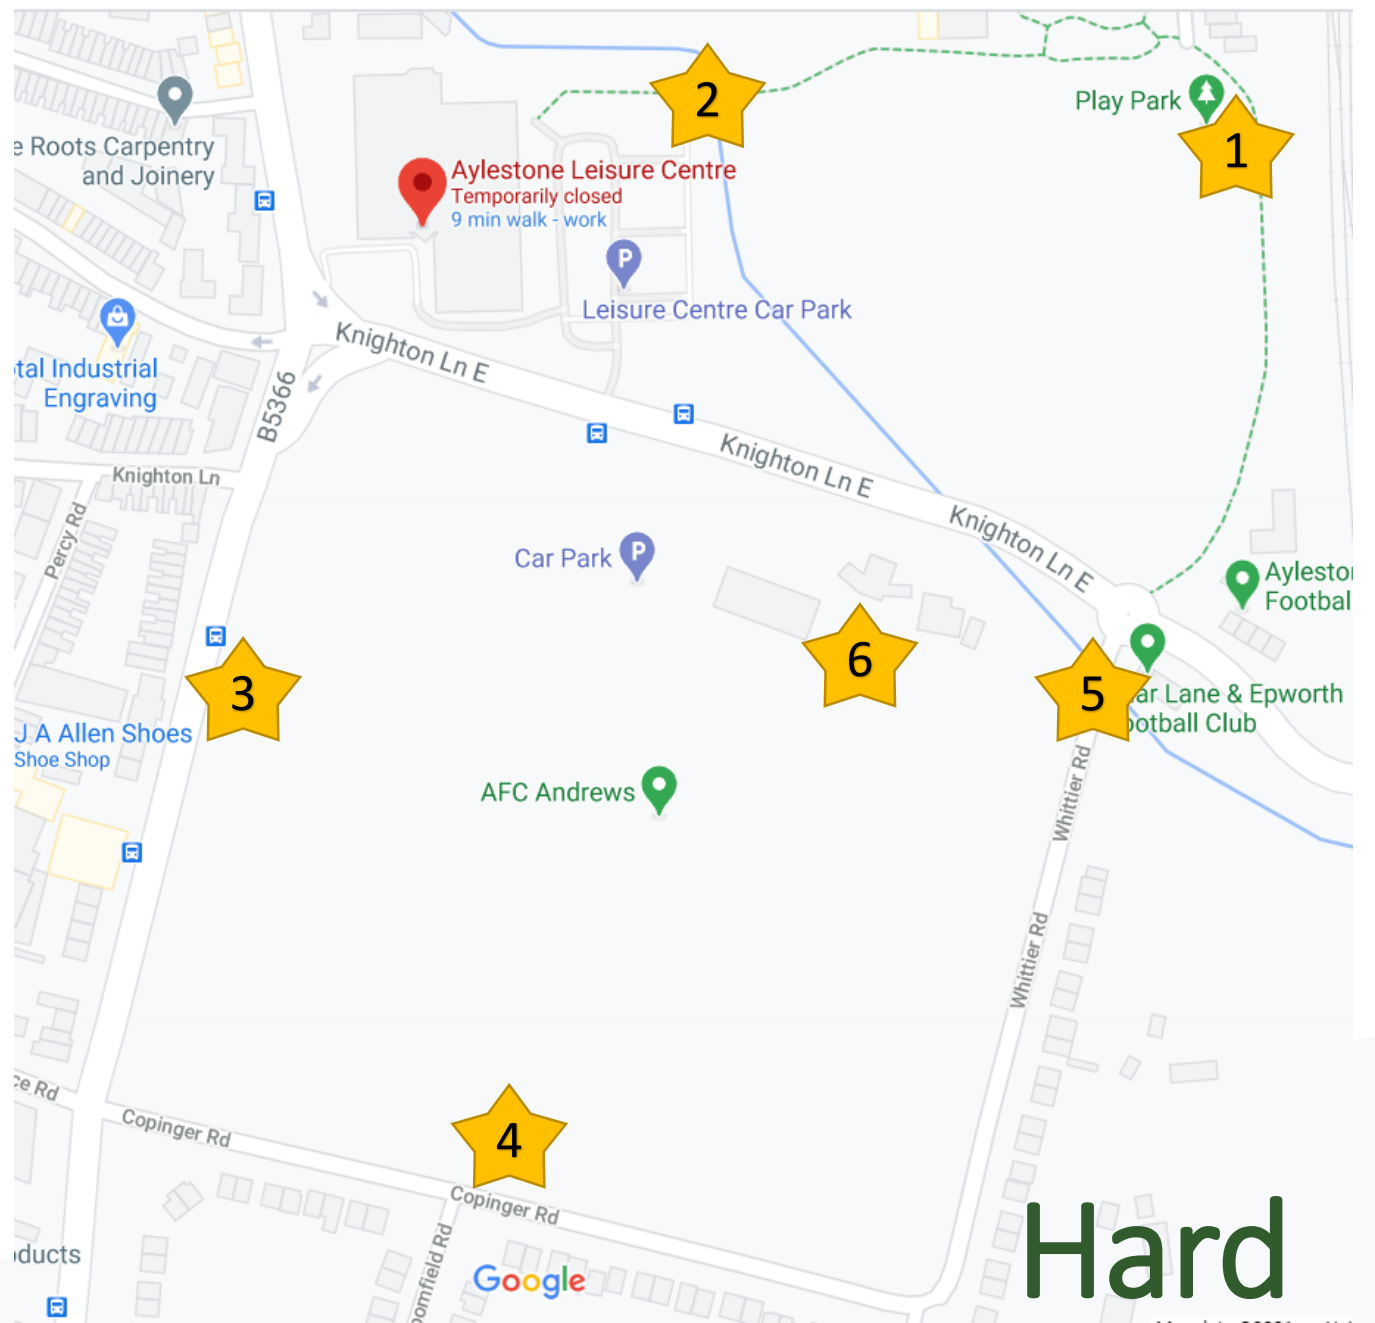 2
Play Park
1
e Roots Carpentry
and Joinery
Aylestone Leisure Centre
Temporarily closed
9 min walk - work
P
Leisure Centre Car Park
Knighton Ln E
tal Industrial
Engraving
B5366
Knighton Ln E
Knighton Ln
Knighton Ln E
Percy Rd
Car Park
P
Aylesto
Footbal
6
3
5
ar Lane & Epworth
ootball Club
J A Allen Shoes
Shoe Shop
AFC Andrews
Whittier Rd
Whittier Rd
ce Rd
Copinger Rd
4
Copinger Rd
oomfield Rd
oducts
Google
Hard